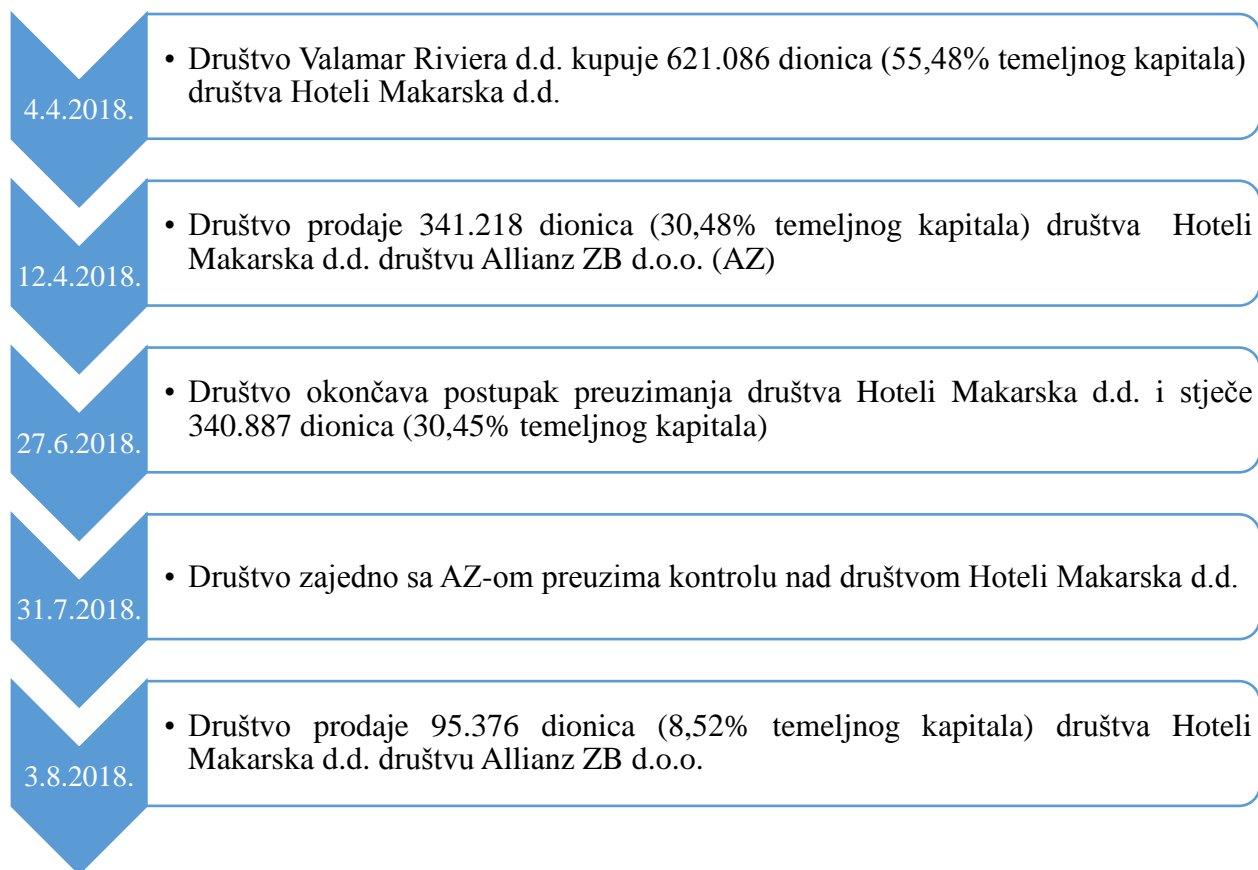 4.4.2018.
• Društvo Valamar Riviera d.d. kupuje 621.086 dionica (55,48% temeljnog kapitala)
društva Hoteli Makarska d.d.
12.4.2018.
• Društvo prodaje 341.218 dionica (30,48% temeljnog kapitala) društva Hoteli
Makarska d.d. društvu Allianz ZB d.o.o. (AZ)
27.6.2018.
• Društvo okončava postupak preuzimanja društva Hoteli Makarska d.d. i stječe
340.887 dionica (30,45% temeljnog kapitala)
31.7.2018.
• Društvo zajedno sa AZ-om preuzima kontrolu nad društvom Hoteli Makarska d.d.
3.8.2018.
• Društvo prodaje 95.376 dionica (8,52% temeljnog kapitala) društva Hoteli
Makarska d.d. društvu Allianz ZB d.o.o.